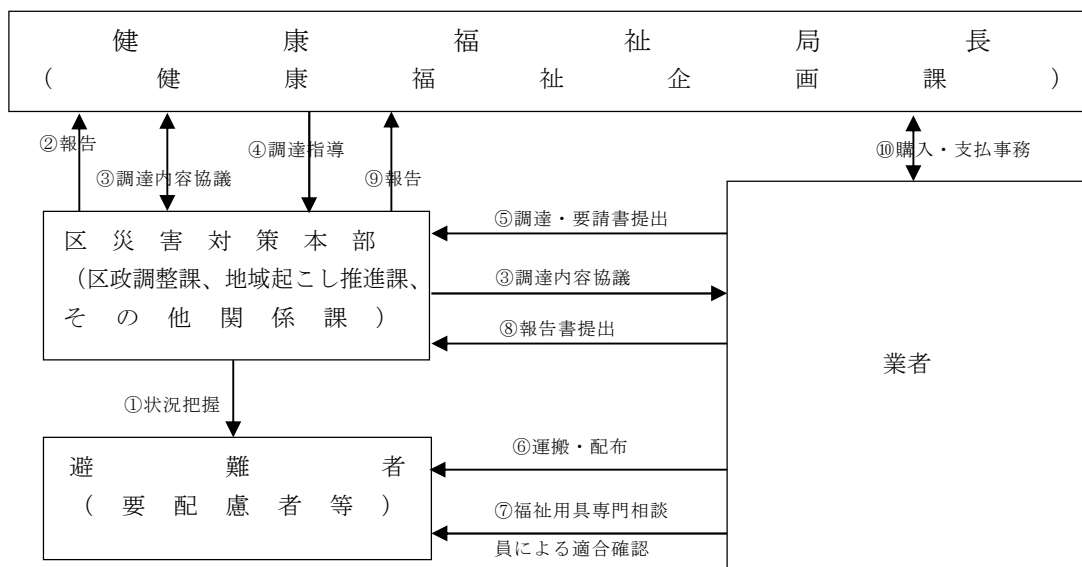 健康福祉局長
(健康福祉企画課)
②報告
④調達指導
⑩購入・支払事務
③調達内容協議
⑨報告
⑤調達・要請書提出
区災害対策本部
(区政調整課、地域起こし推進課、
その他関係課)
③調達内容協議
⑧報告書提出
業者
①状況把握
⑥運搬・配布
避難者
(要配慮者等)
⑦福祉用具専門相談
員による適合確認